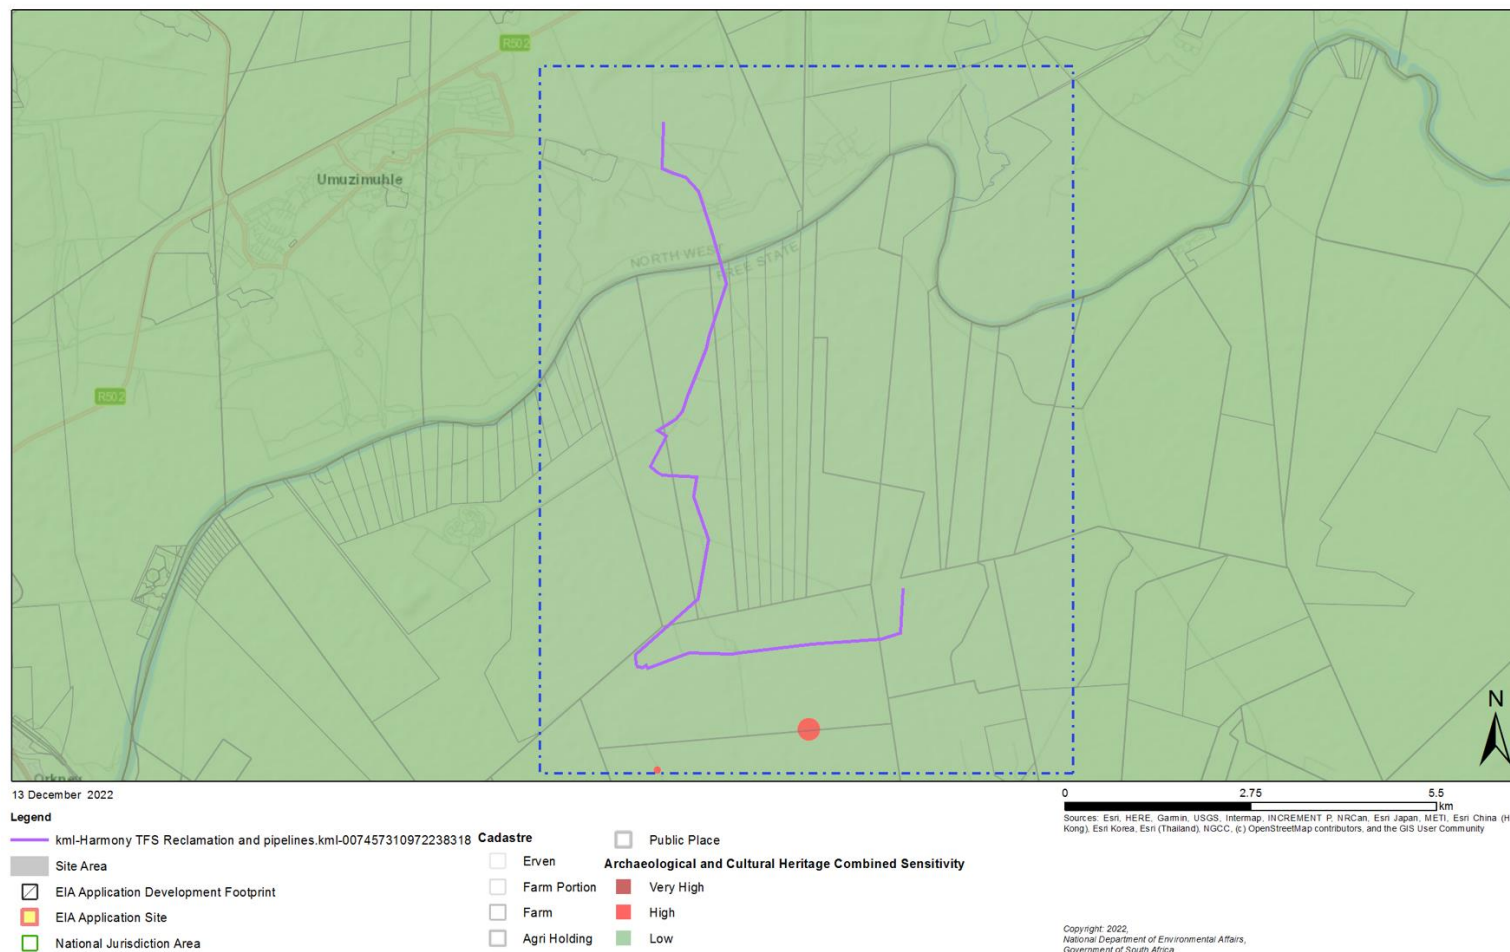 R502
Umuzimuhle
NORTH WEST
FREE STATE
R502
Orkney
N
13 December 2022
0 2.75 5.5
km
Sources: Esri, HERE, Garmin, USGS, Intermap, INCREMENT P, NRCan, Esri Japan, METI, Esri China (H
Kong), Esri Korea, Esri (Thailand), NGCC, (c) OpenStreetMap contributors, and the GIS User Community
Legend
kml-Harmony TFS Reclamation and pipelines.kml-007457310972238318
Site Area
EIA Application Development Footprint
EIA Application Site
National Jurisdiction Area
Cadastre
Erven
Farm Portion
Farm
Agri Holding
Public Place
Archaeological and Cultural Heritage Combined Sensitivity
Very High
High
Low
Copyright: 2022,
National Department of Environmental Affairs,
Government of South Africa